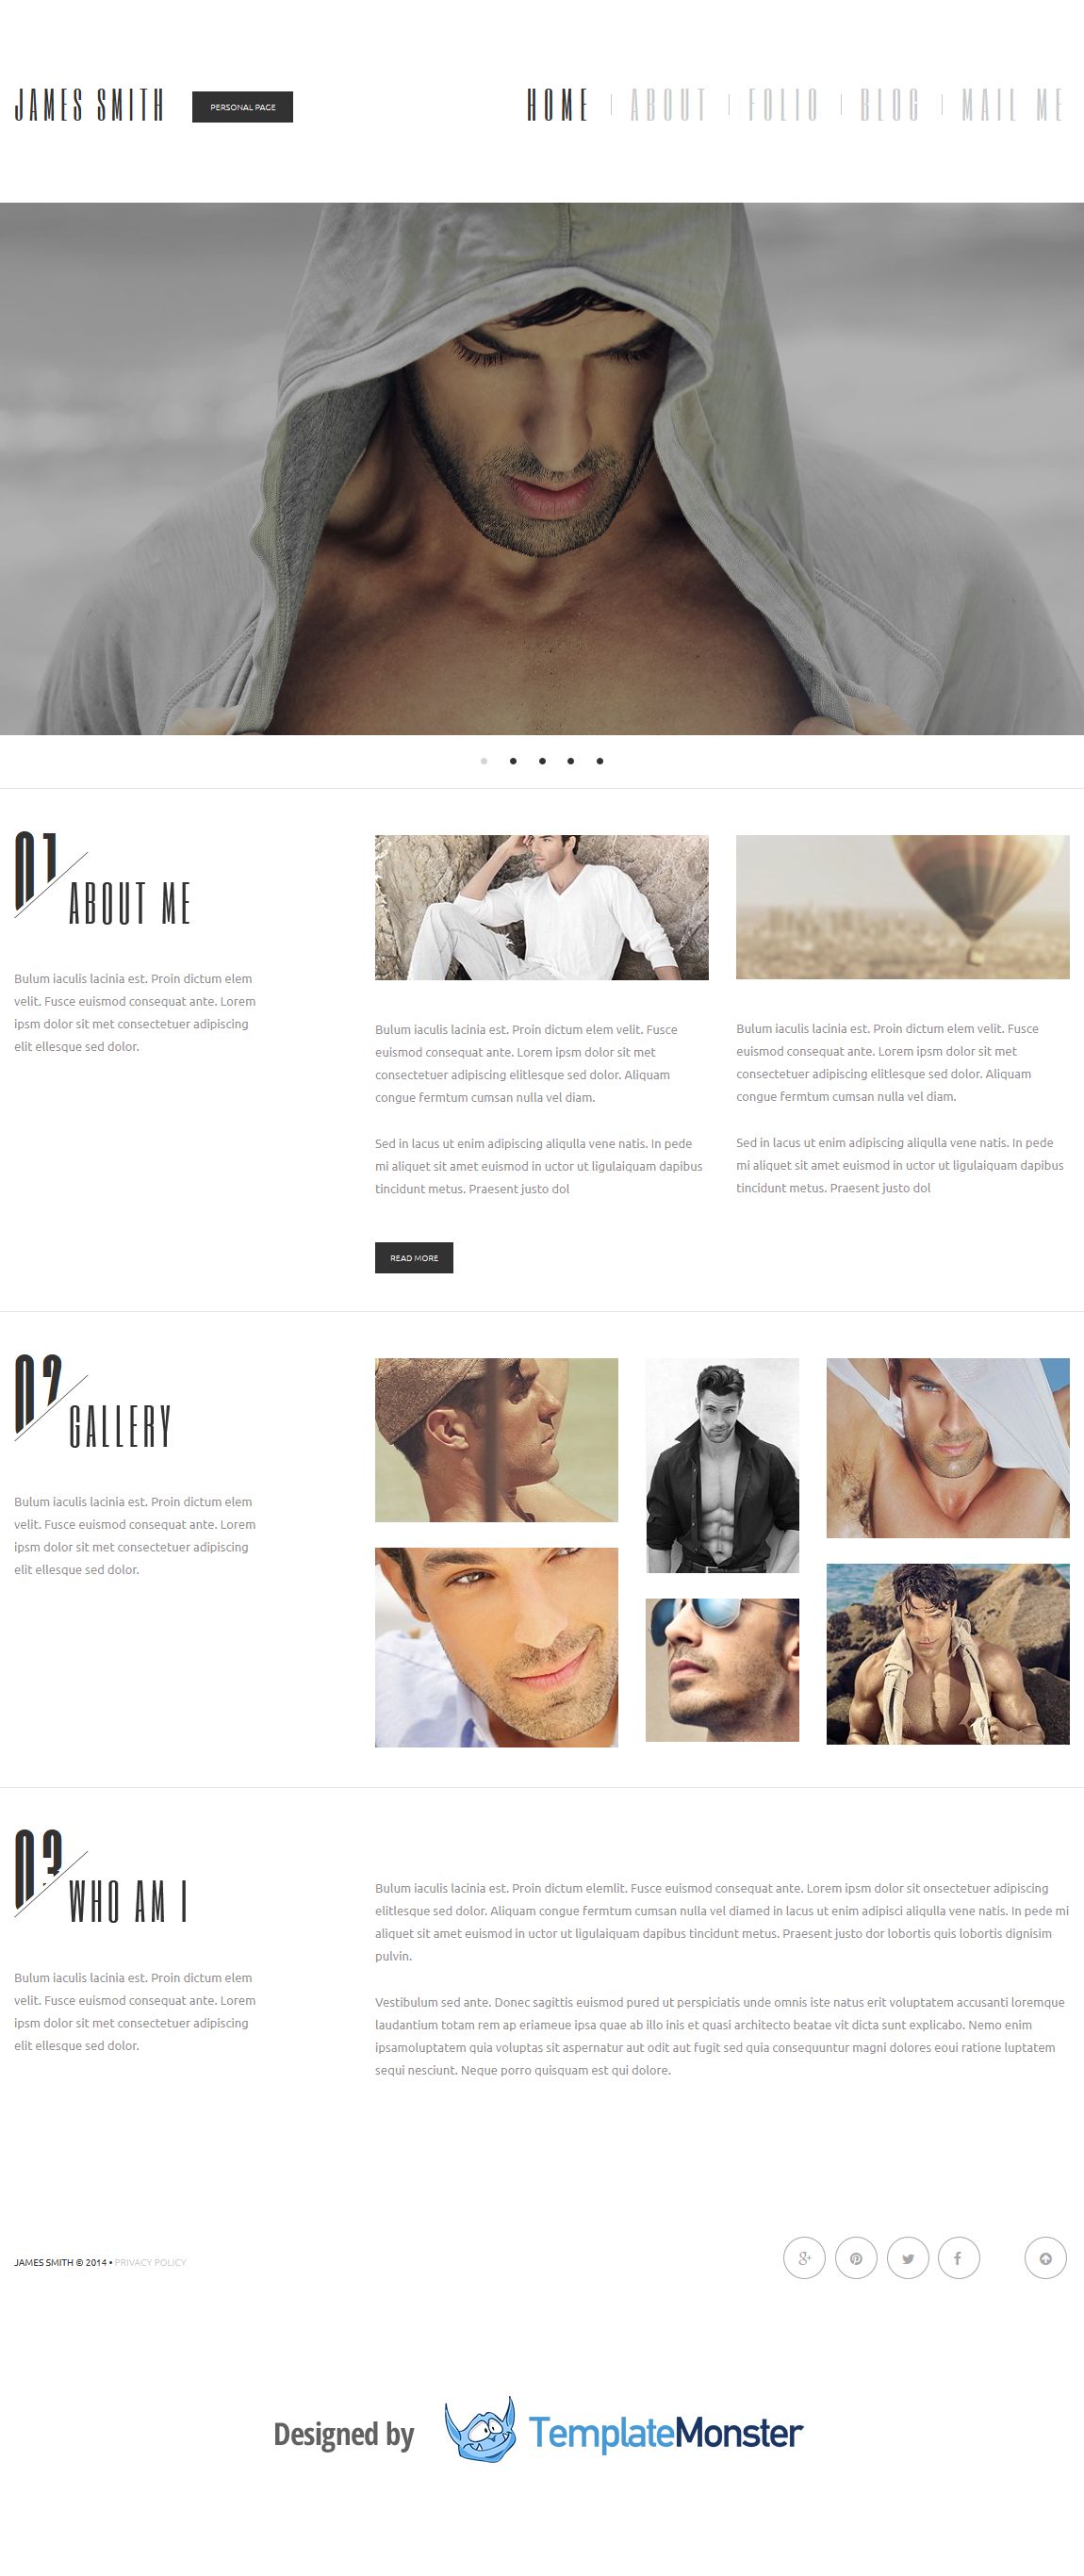 JAMES SMITH
PERSONAL PAGE
HOME
ABOUT
FOLIO
BLOG
MAIL ME
01
ABOUT ME
Bulum iaculis lacinia est. Proin dictum elem
velit. Fusce euismod consequat ante. Lorem
ipsm dolor sit met consectetuer adipiscing
elit ellesque sed dolor.
Bulum iaculis lacinia est. Proin dictum elem velit. Fusce
euismod consequat ante. Lorem ipsm dolor sit met
consectetuer adipiscing elitlesque sed dolor. Aliquam
congue fermtum cumsan nulla vel diam.
Sed in lacus ut enim adipiscing aliqulla vene natis. In pede
mi aliquet sit amet euismod in uctor ut ligulaiquam dapibus
tincidunt metus. Praesent justo dol
READ MORE
Bulum iaculis lacinia est. Proin dictum elem velit. Fusce
euismod consequat ante. Lorem ipsm dolor sit met
consectetuer adipiscing elitlesque sed dolor. Aliquam
congue fermtum cumsan nulla vel diam.
Sed in lacus ut enim adipiscing aliqulla vene natis. In pede
mi aliquet sit amet euismod in uctor ut ligulaiquam dapibus
tincidunt metus. Praesent justo dol
02
GALLERY
Bulum iaculis lacinia est. Proin dictum elem
velit. Fusce euismod consequat ante. Lorem
ipsm dolor sit met consectetuer adipiscing
elit ellesque sed dolor.
03
WHO AM I
Bulum iaculis lacinia est. Proin dictum elem
velit. Fusce euismod consequat ante. Lorem
ipsm dolor sit met consectetuer adipiscing
elit ellesque sed dolor.
Bulum iaculis lacinia est. Proin dictum elemlit. Fusce euismod consequat ante. Lorem ipsm dolor sit onsectetuer adipiscing
elitlesque sed dolor. Aliquam congue fermtum cumsan nulla vel diamed in lacus ut enim adipisci aliqulla vene natis. In pede mi
aliquet sit amet euismod in uctor ut ligulaiquam dapibus tincidunt metus. Praesent justo dor lobortis quis lobortis dignisim
pulvin.
Vestibulum sed ante. Donec sagittis euismod pured ut perspiciatis unde omnis iste natus erit voluptatem accusanti loremque
laudantium totam rem ap eriameue ipsa quae ab illo inis et quasi architecto beatae vit dicta sunt explicabo. Nemo enim
ipsamoluptatem quia voluptas sit aspernatur aut odit aut fugit sed quia consequuntur magni dolores eoui ratione luptatem
sequi nesciunt. Neque porro quisquam est qui dolore.
JAMES SMITH © 2014 • PRIVACY POLICY
Designed by TemplateMonster